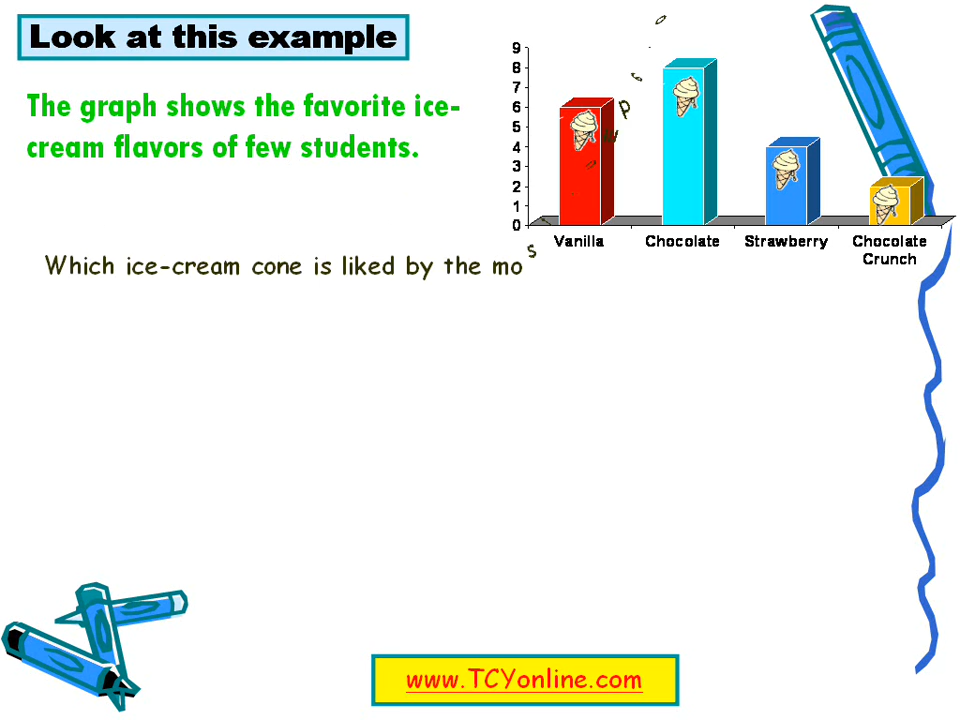 Look at this example
The graph shows the favorite ice-
cream flavors of few students.
9
8
7
6
5
4
3
2
1
0
Vanilla Chocolate Strawberry Chocolate
Crunch
Which ice-cream cone is liked by the mos
www.TCYonline.com